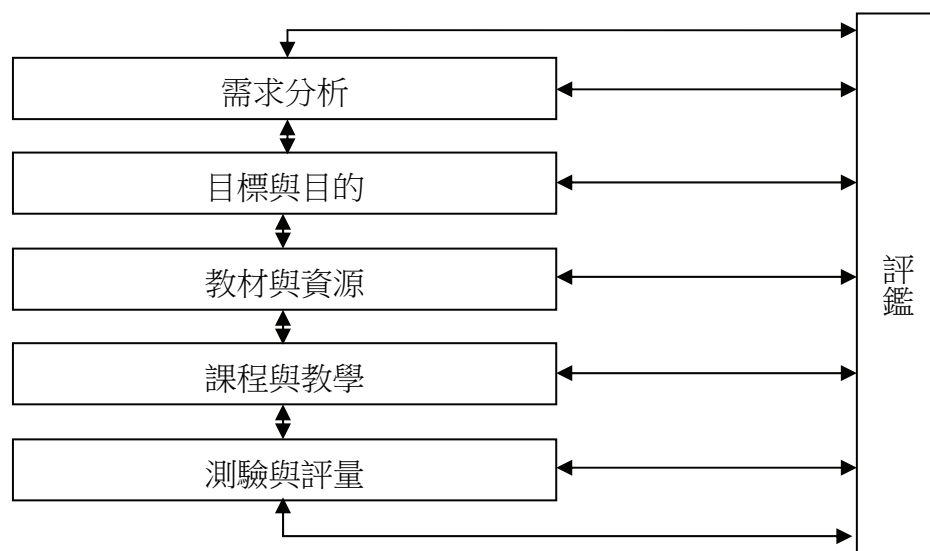 需求分析
目標與目的
教材與資源
課程與教學
測驗與評量
評鑑